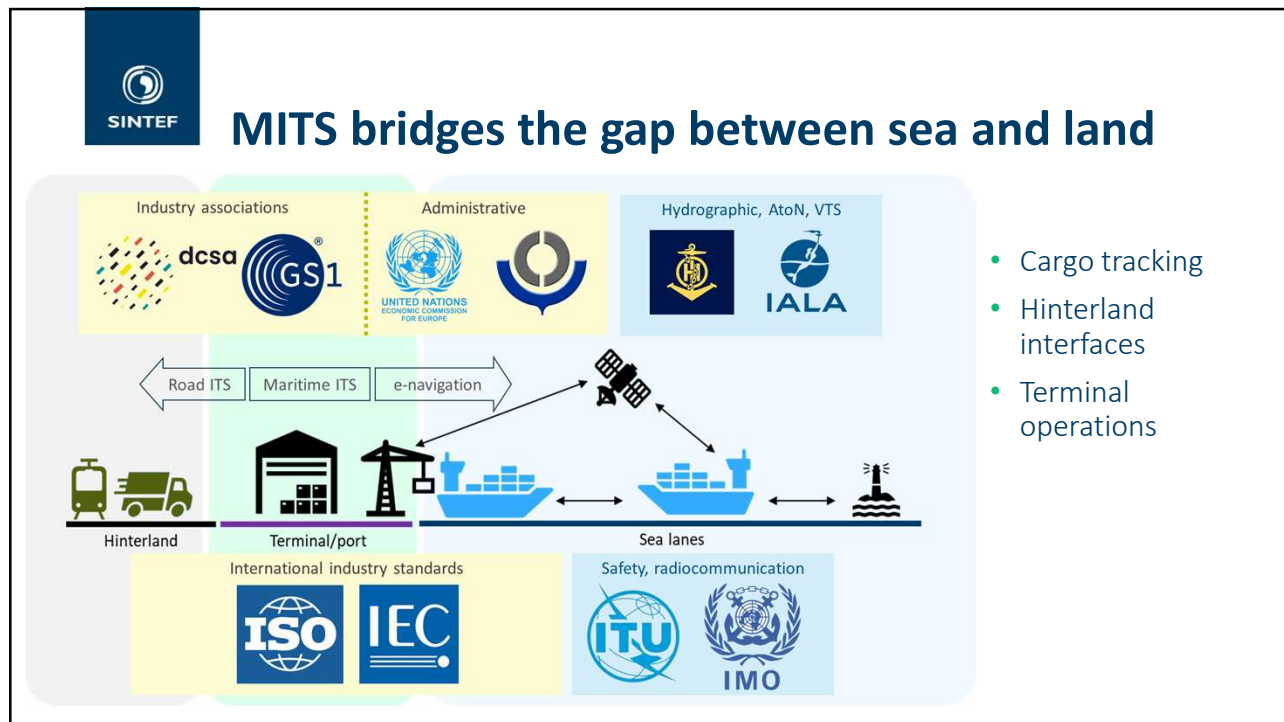 SINTEF
MITS bridges the gap between sea and land
Industry associations
Administrative
Hydrographic, AtoN, VTS
dcsa
GS1
®
UNITED NATIONS
ECONOMIC COMMISSION
FOR EUROPE
IALA
Road ITS
Maritime ITS
e-navigation
Hinterland
Terminal/port
Sea lanes
International industry standards
Safety, radiocommunication
ISO
IEC
ITU
IMO
• Cargo tracking
• Hinterland
interfaces
• Terminal
operations